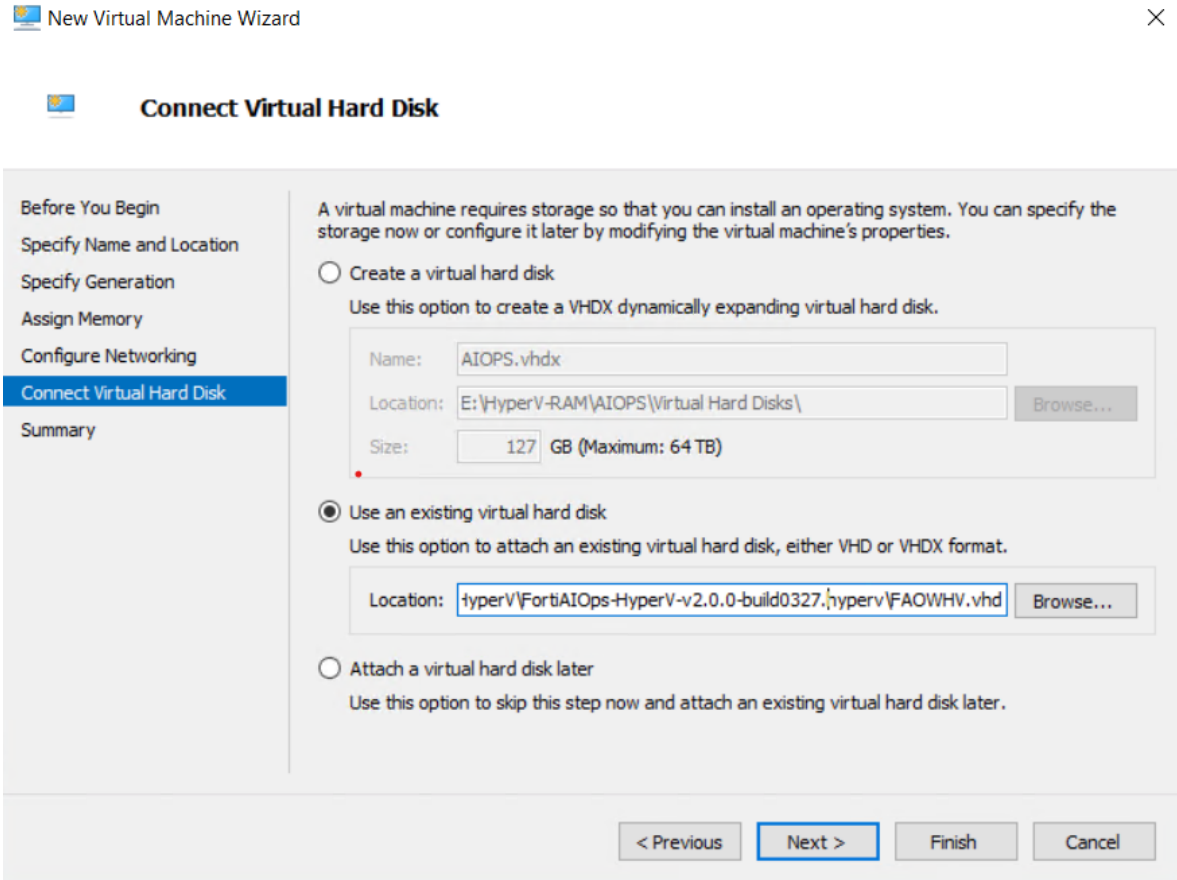 New Virtual Machine Wizard
Connect Virtual Hard Disk
Before You Begin
Specify Name and Location
Specify Generation
Assign Memory
Configure Networking
Connect Virtual Hard Disk
Summary
A virtual machine requires storage so that you can install an operating system. You can specify the
storage now or configure it later by modifying the virtual machine's properties.
Create a virtual hard disk
Use this option to create a VHDX dynamically expanding virtual hard disk.
Name: AIOPS.vhdx
Location: E:\HyperV-RAM\AIOPS\Virtual Hard Disks\ Browse...
Size: 127 GB (Maximum: 64 TB)
Use an existing virtual hard disk
Use this option to attach an existing virtual hard disk, either VHD or VHDX format.
Location: HyperV\FortiAIOps-HyperV-v2.0.0-build0327.hyperv\FAOWHV.vhd Browse...
Attach a virtual hard disk later
Use this option to skip this step now and attach an existing virtual hard disk later.
< Previous Next > Finish Cancel